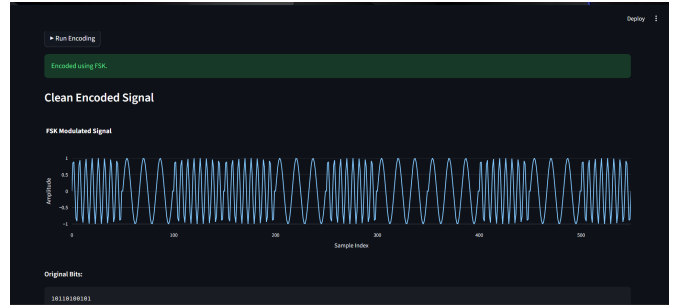 Deploy
Run Encoding
Encoded using FSK.
Clean Encoded Signal
FSK Modulated Signal
1
0.5
0
−0.5
−1
Amplitude
0 100 200 300 400 500
Sample Index
Original Bits:
10110100101